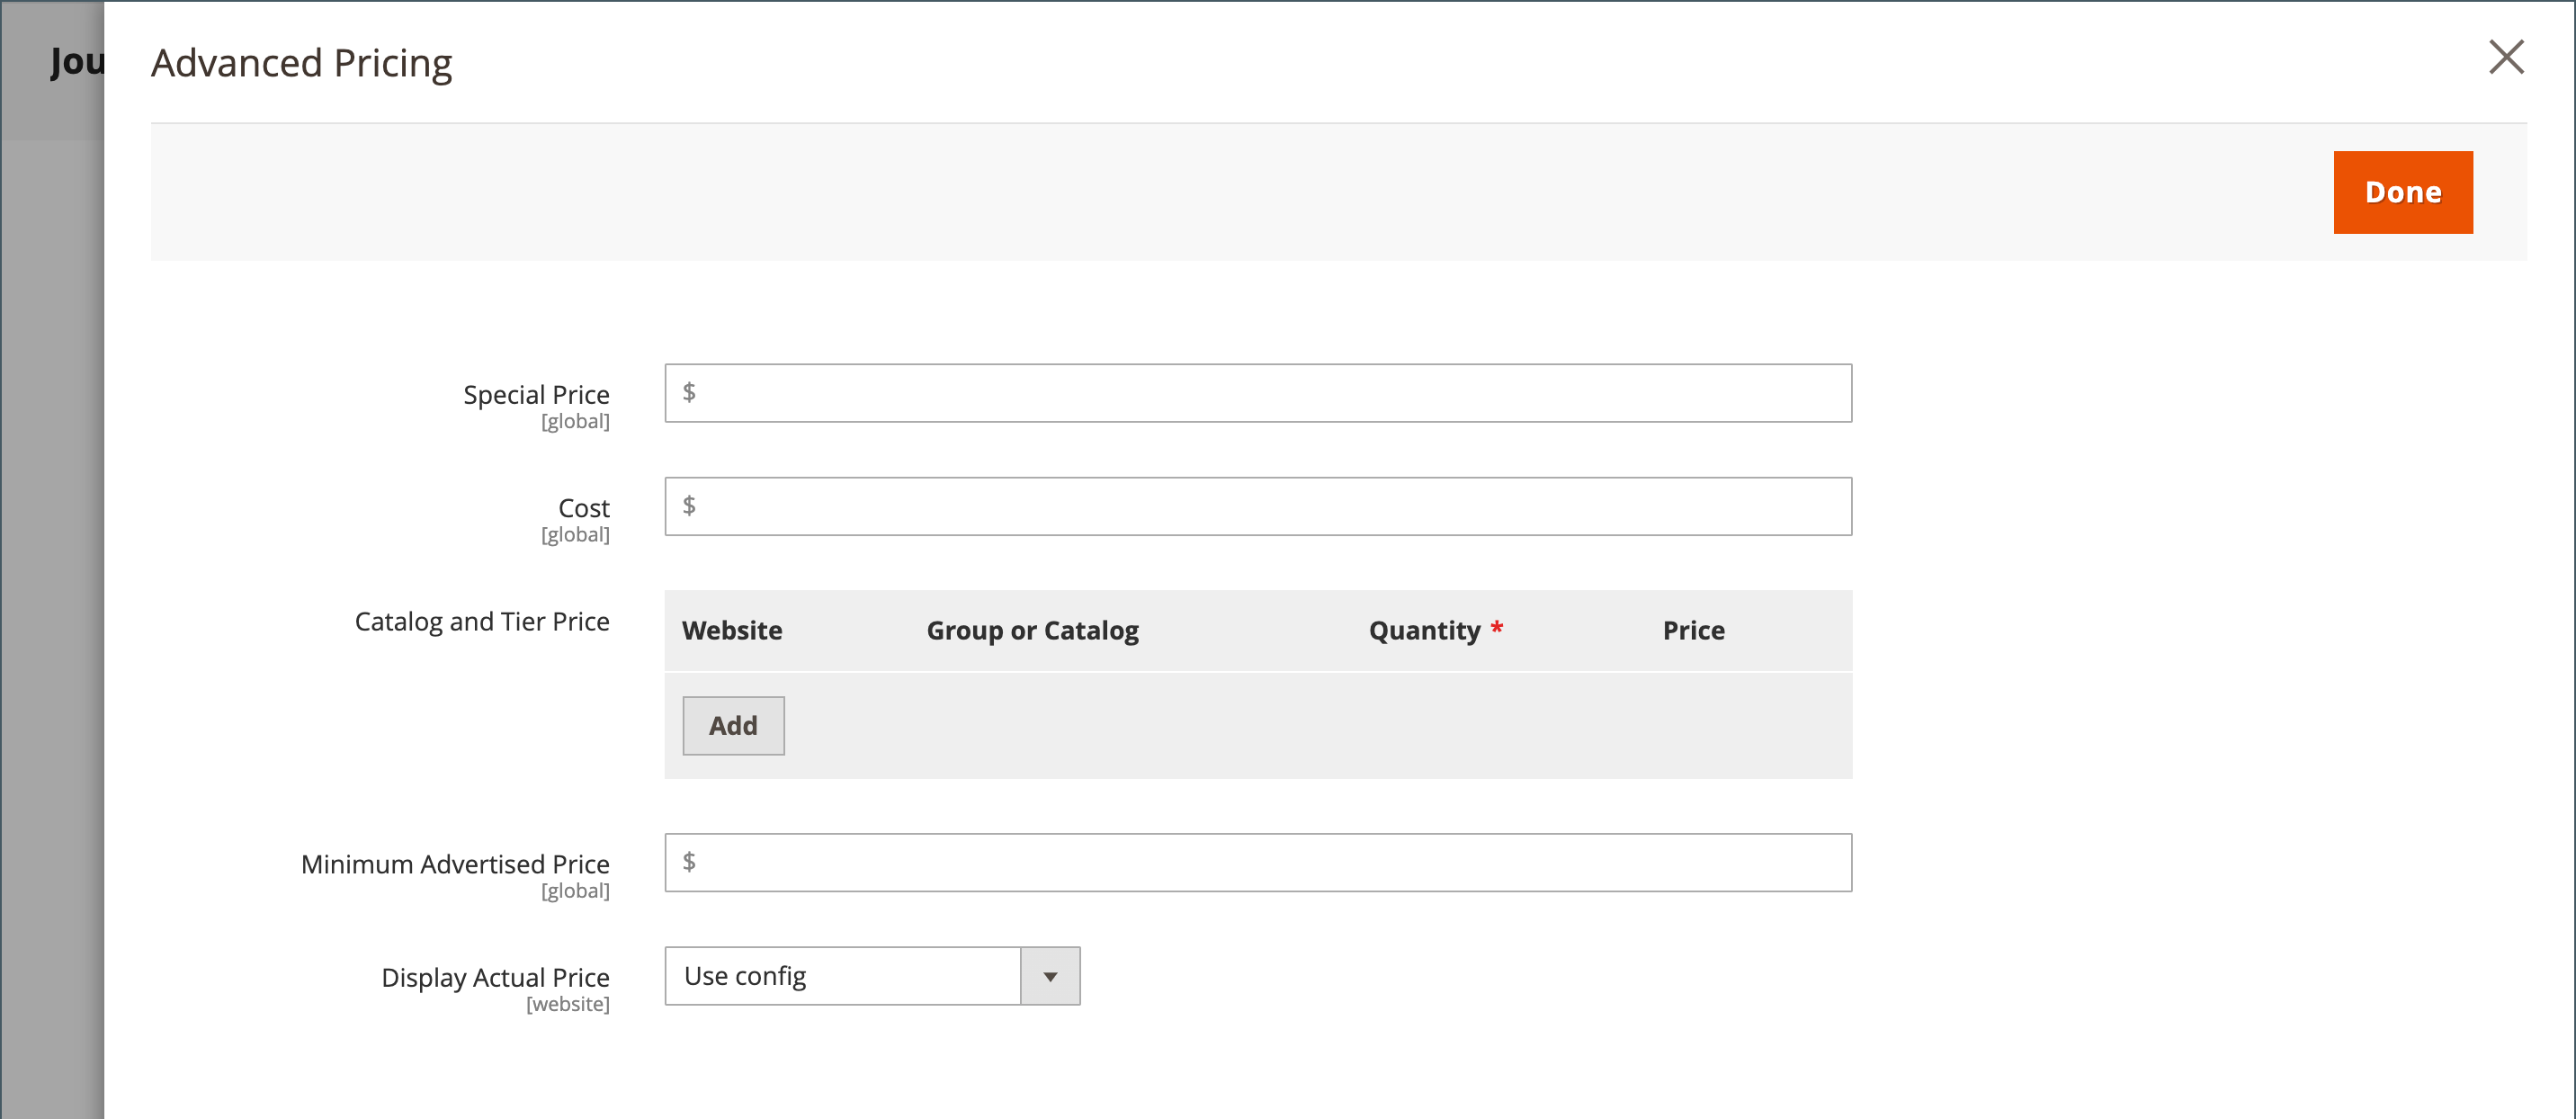 Jou
Advanced Pricing
Done
Special Price
[global]
$
Cost
[global]
$
Catalog and Tier Price
Website Group or Catalog Quantity * Price
Add
Minimum Advertised Price
[global]
$
Display Actual Price
[website]
Use config